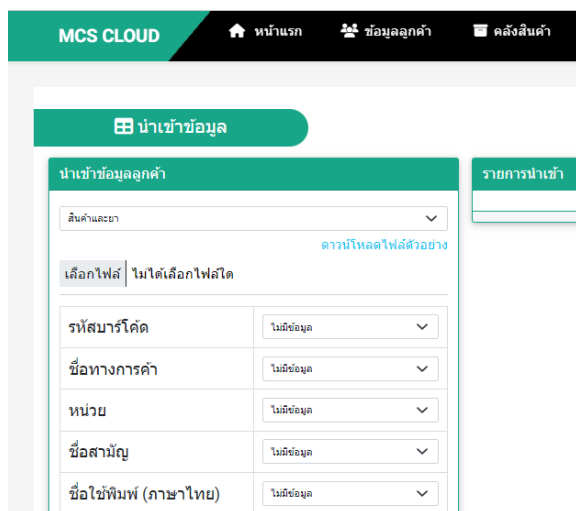 MCS CLOUD หน้าแรก ข้อมูลลูกค้า คลังสินค้า
นำเข้าข้อมูล
นำเข้าข้อมูลลูกค้า
รายการนำเข้า
สินค้าและยา
ดาวน์โหลดไฟล์ตัวอย่าง
เลือกไฟล์ ไม่ได้เลือกไฟล์ใด
รหัสบาร์โค้ด ไม่มีข้อมูล
ชื่อทางการค้า ไม่มีข้อมูล
หน่วย ไม่มีข้อมูล
ชื่อสามัญ ไม่มีข้อมูล
ชื่อใช้พิมพ์ (ภาษาไทย) ไม่มีข้อมูล